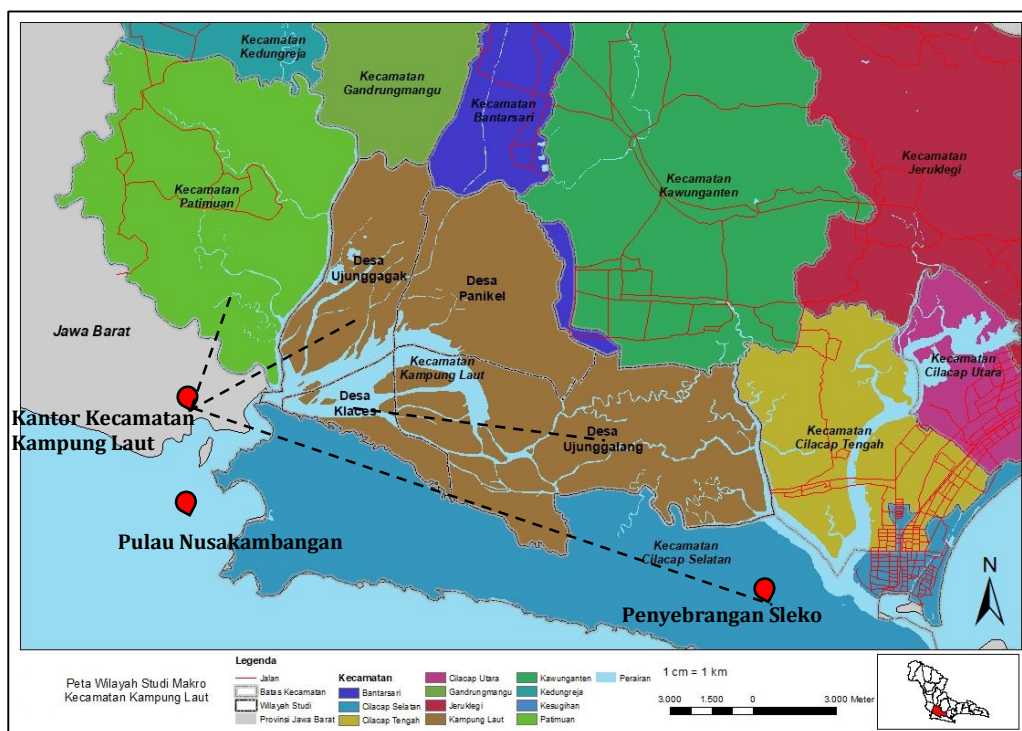 Kecamatan
Kedungreja
Kecamatan
Gandrungmangu
Kecamatan
Bantarsari
Kecamatan
Kawunganten
Kecamatan
Jeruklegi
Kecamatan
Patimuan
Desa
Ujunggagak
Desa
Panikel
Jawa Barat
Kecamatan
Kampung Laut
Kecamatan
Cilacap Utara
Desa
Klaces
Kantor Kecamatan
Kampung Laut
Desa
Ujunggalang
Kecamatan
Cilacap Tengah
Pulau Nusakambangan
Kecamatan
Cilacap Selatan
Penyebrangan Sleko
N
Peta Wilayah Studi Makro
Kecamatan Kampung Laut
Legenda
Jalan
Batas Kecamatan
Wilayah Studi
Provinsi Jawa Barat
Kecamatan
Bantarsari
Cilacap Selatan
Cilacap Tengah
Cilacap Utara
Gandrungmangu
Jeruklegi
Kampung Laut
Kawunganten
Kedungreja
Kesugihan
Patimuan
Perairan
1 cm = 1 km
3.000 1.500 0 3.000 Meter